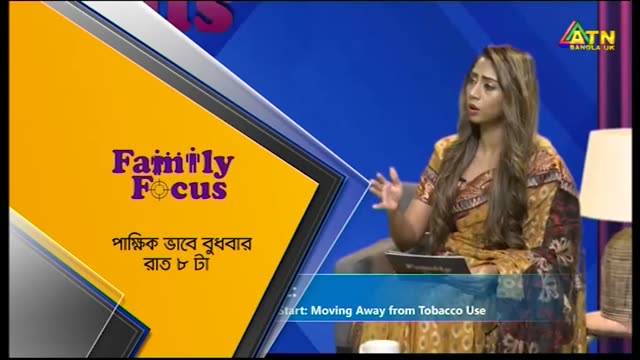 ATN
BANGLA UK
Family
Focus
পাক্ষিক ভাবে বুধবার
রাত ৮ টা
Start: Moving Away from Tobacco Use